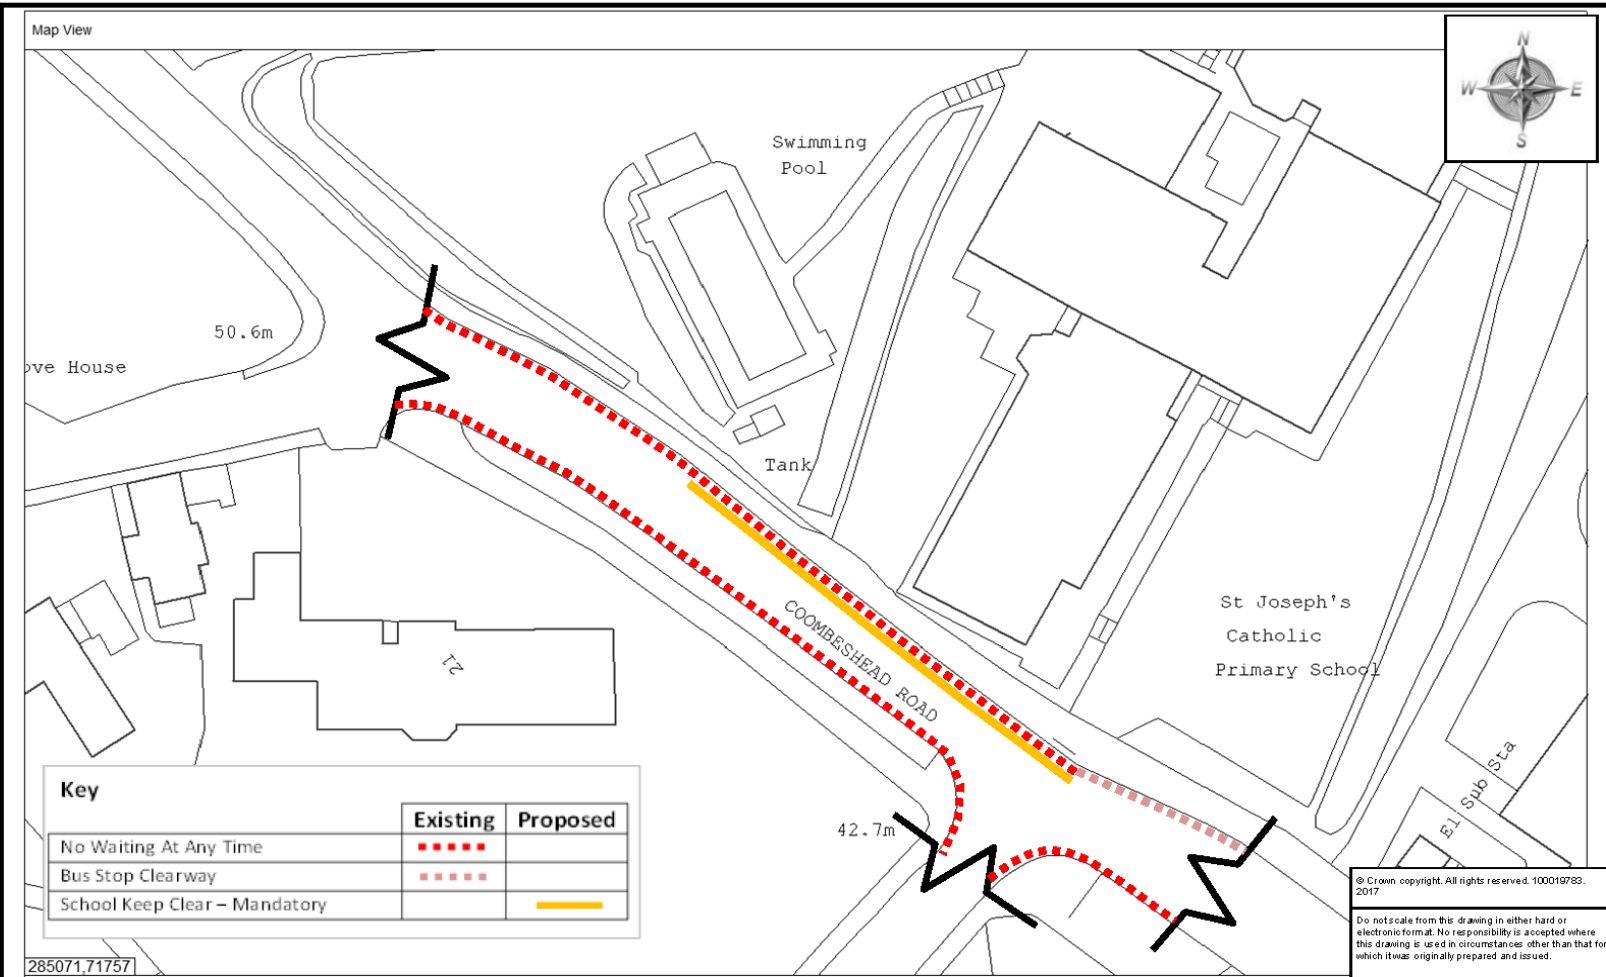 Map View
N
W E
S
Swimming
Pool
50.6m
ove House
Tank
COOMBESHEAD ROAD
St Joseph's
Catholic
Primary School
21
El Sub Sta
42.7m
Key
Existing Proposed
No Waiting At Any Time
Bus Stop Clearway
School Keep Clear – Mandatory
285071,71757
© Crown copyright. All rights reserved. 100019783.
2017
Do not scale from this drawing in either hard or
electronic format. No responsibility is accepted where
this drawing is used in circumstances other than that for
which it was originally prepared and issued.